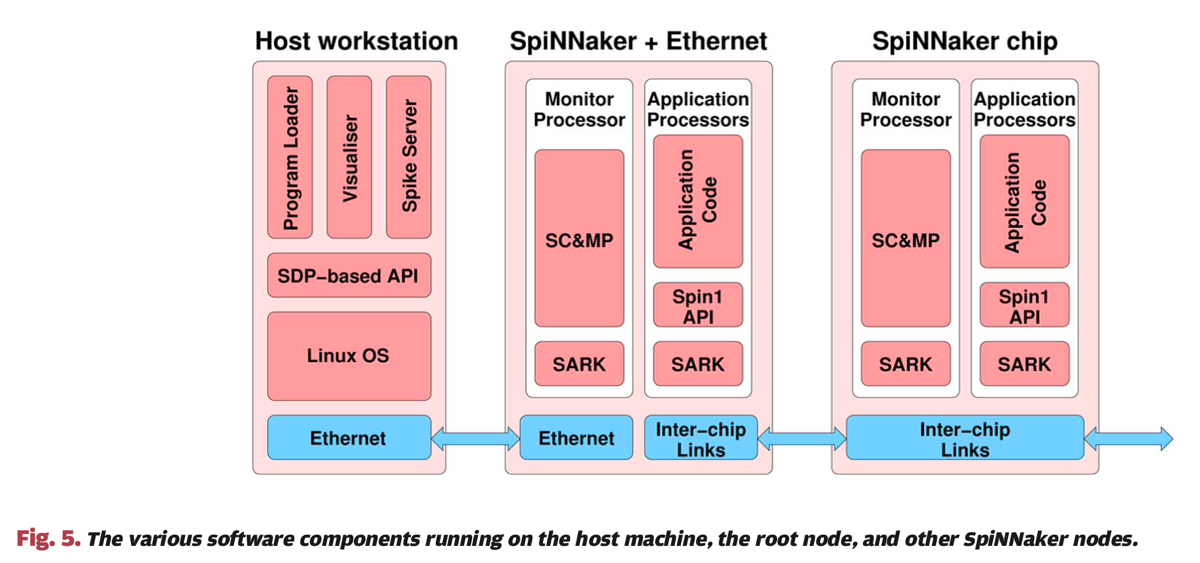 Host workstation
Program Loader
Visualiser
Spike Server
SDP–based API
Linux OS
Ethernet
SpiNNaker + Ethernet
Monitor
Processor
SC&MP
SARK
Application
Processors
Application
Code
Spin1
API
SARK
Ethernet
Inter–chip
Links
SpiNNaker chip
Monitor
Processor
SC&MP
SARK
Application
Processors
Application
Code
Spin1
API
SARK
Inter–chip
Links
Fig. 5. The various software components running on the host machine, the root node, and other SpiNNaker nodes.